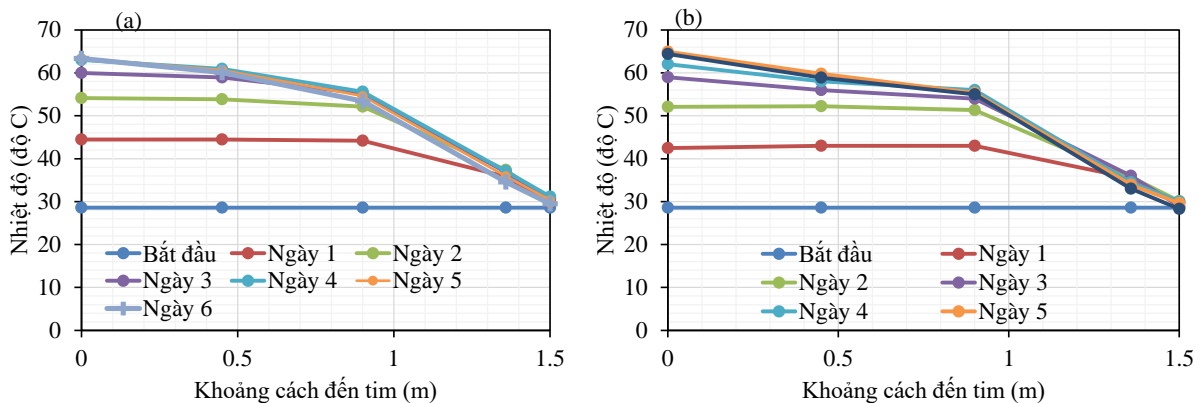 (a)
70
60
50
40
30
20
10
0
Nhiệt độ (độ C)
Bắt đầu Ngày 1 Ngày 2
Ngày 3 Ngày 4 Ngày 5
Ngày 6
0 0.5 1 1.5
Khoảng cách đến tim (m)
(b)
70
60
50
40
30
20
10
0
Nhiệt độ (độ C)
Bắt đầu Ngày 1
Ngày 2 Ngày 3
Ngày 4 Ngày 5
0 0.5 1 1.5
Khoảng cách đến tim (m)